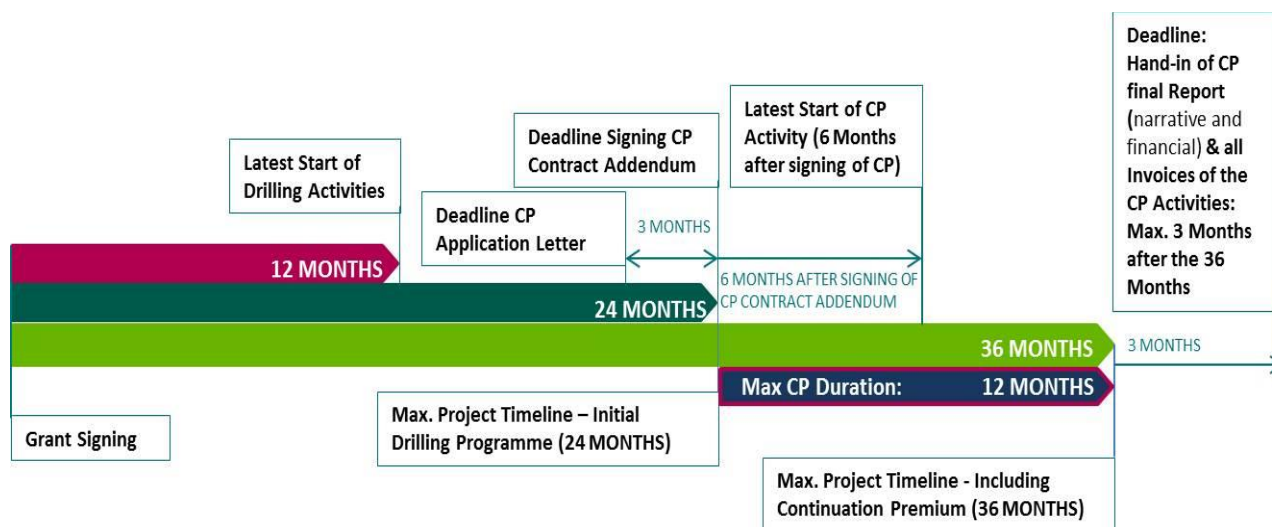 Deadline:
Hand-in of CP
final Report
(narrative and
financial) & all
Invoices of the
CP Activities:
Max. 3 Months
after the 36
Months
Latest Start of CP
Activity (6 Months
after signing of CP)
Deadline Signing CP
Contract Addendum
Latest Start of
Drilling Activities
Deadline CP
Application Letter
3 MONTHS
12 MONTHS
6 MONTHS AFTER SIGNING OF
CP CONTRACT ADDENDUM
24 MONTHS
36 MONTHS
3 MONTHS
Max CP Duration: 12 MONTHS
Max. Project Timeline – Initial
Drilling Programme (24 MONTHS)
Grant Signing
Max. Project Timeline - Including
Continuation Premium (36 MONTHS)